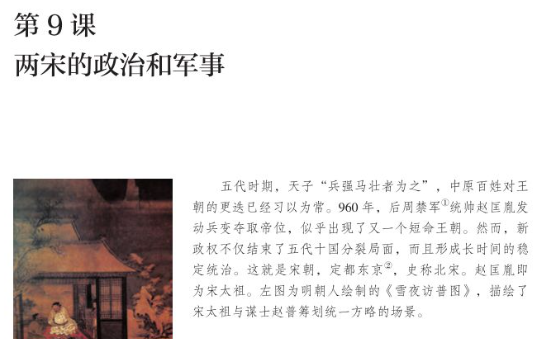 第9课
两宋的政治和军事
五代时期，天子“兵强马壮者为之”，中原百姓对王
朝的更迭已经习以为常。960 年，后周禁军①统帅赵匡胤发
动兵变夺取帝位，似乎出现了又一个短命王朝。然而，新
政权不仅结束了五代十国分裂局面，而且形成长时间的稳
定统治。这就是宋朝，定都东京②，史称北宋。赵匡胤即
为宋太祖。左图为明朝人绘制的《雪夜访普图》，描绘了
宋太祖与谋士赵普筹划统一方略的场景。